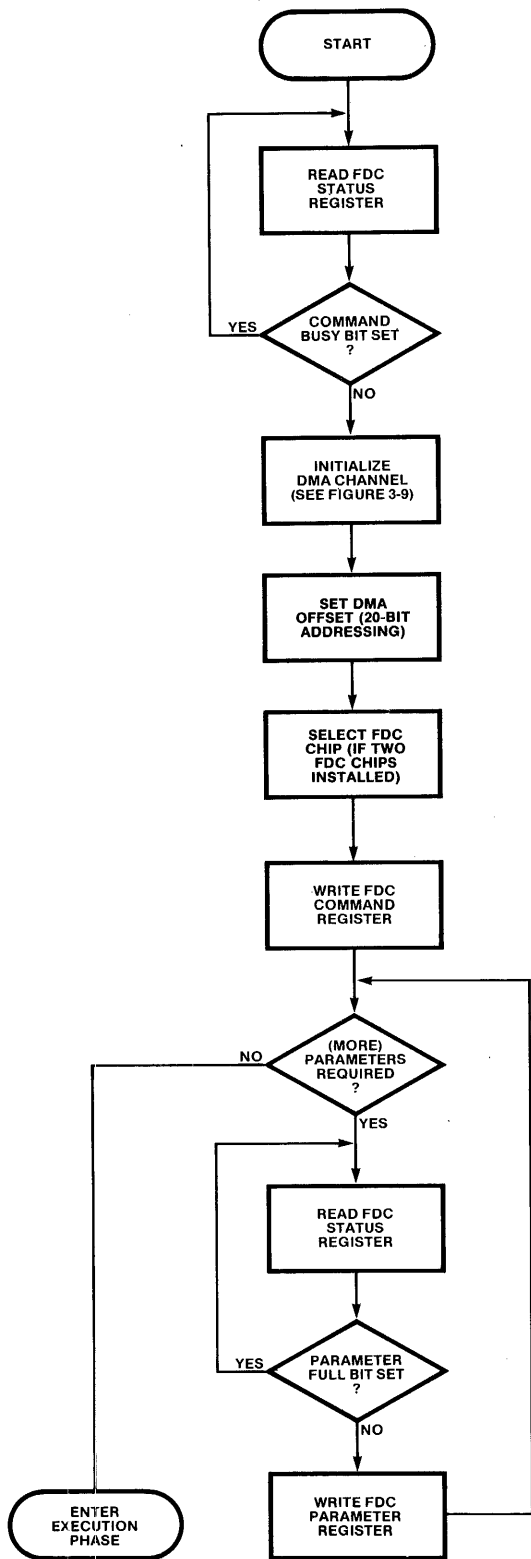 START
READ FDC
STATUS
REGISTER
YES
COMMAND
BUSY BIT SET
?
NO
INITIALIZE
DMA CHANNEL
(SEE FIGURE 3-9)
SET DMA
OFFSET (20-BIT
ADDRESSING)
SELECT FDC
CHIP (IF TWO
FDC CHIPS
INSTALLED)
WRITE FDC
COMMAND
REGISTER
NO
(MORE)
PARAMETERS
REQUIRED
?
YES
READ FDC
STATUS
REGISTER
YES
PARAMETER
FULL BIT SET
?
NO
ENTER
EXECUTION
PHASE
WRITE FDC
PARAMETER
REGISTER